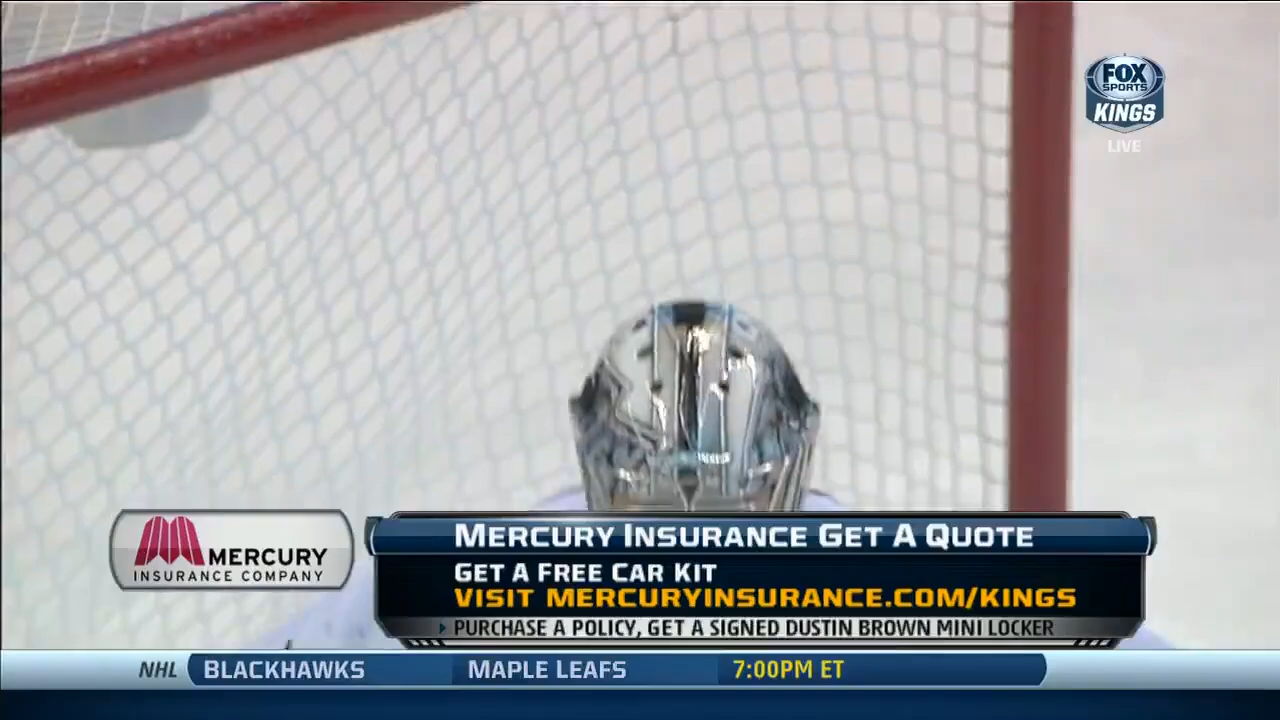 FOX
SPORTS
KINGS
LIVE
MERCURY
INSURANCE COMPANY
MERCURY INSURANCE GET A QUOTE
GET A FREE CAR KIT
VISIT MERCURYINSURANCE.COM/KINGS
PURCHASE A POLICY, GET A SIGNED DUSTIN BROWN MINI LOCKER
NHL BLACKHAWKS MAPLE LEAFS 7:00PM ET